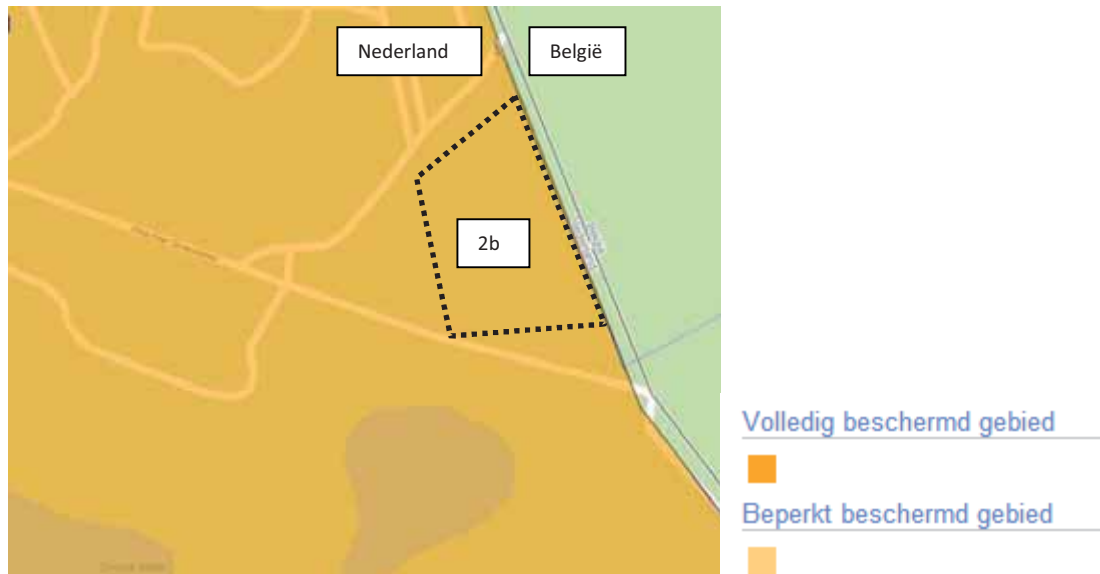 Nederland
België
2b
Volledig beschermd gebied
Beperkt beschermd gebied